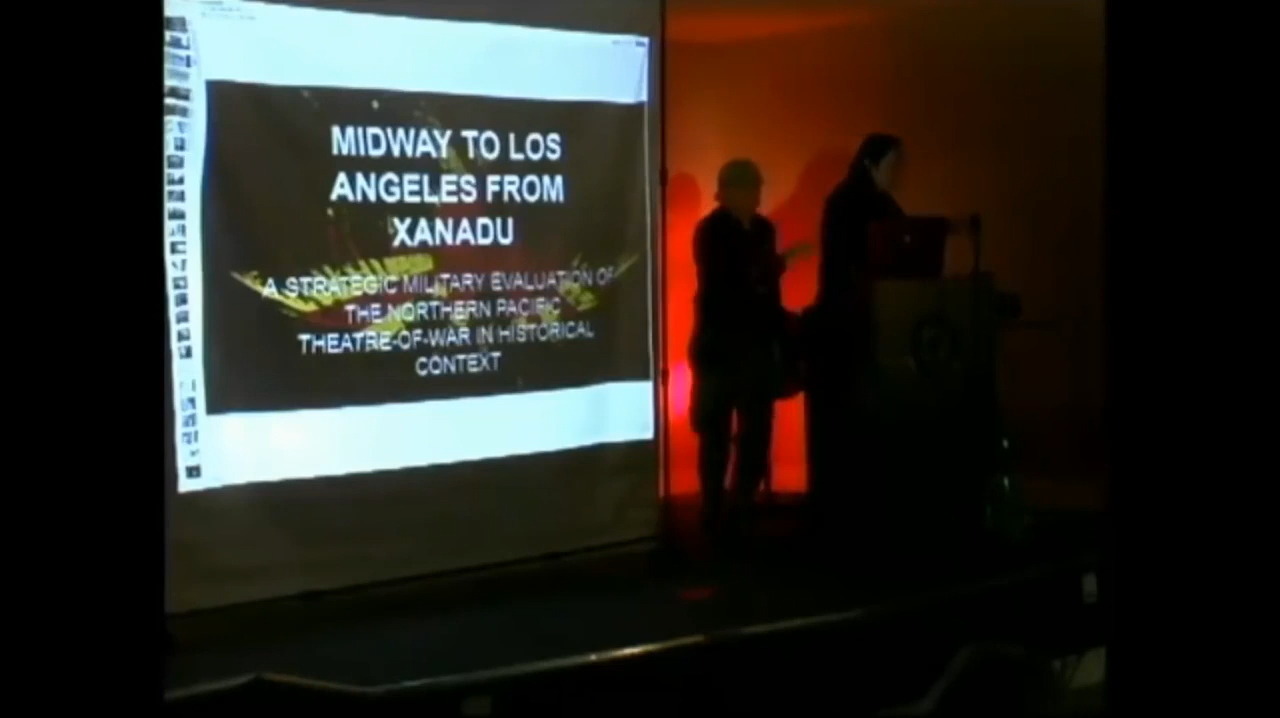 MIDWAY TO LOS
ANGELES FROM
XANADU
A STRATEGIC MILITARY EVALUATION OF
THE NORTHERN PACIFIC
THEATRE-OF-WAR IN HISTORICAL
CONTEXT